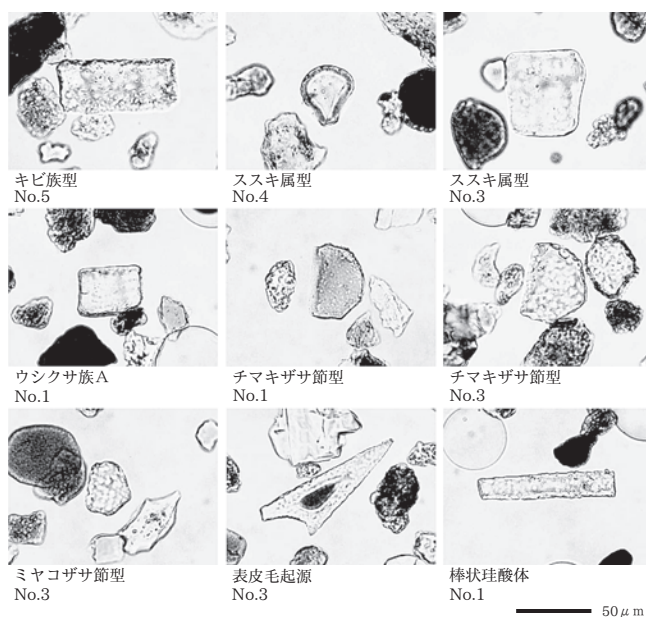 キビ族型
No.5
ススキ属型
No.4
ススキ属型
No.3
ウシクサ族A
No.1
チマキザサ節型
No.1
チマキザサ節型
No.3
ミヤコザサ節型
No.3
表皮毛起源
No.3
棒状珪酸体
No.1
50μm